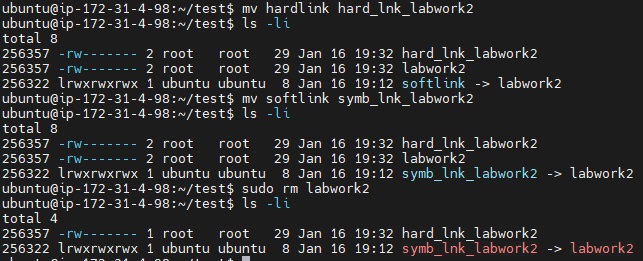 ubuntu@ip-172-31-4-98:~/test$ mv hardlink hard_lnk_labwork2
ubuntu@ip-172-31-4-98:~/test$ ls -li
total 8
256357 -rw------- 2 root   root   29 Jan 16 19:32 hard_lnk_labwork2
256357 -rw------- 2 root   root   29 Jan 16 19:32 labwork2
256322 lrwxrwxrwx 1 ubuntu ubuntu  8 Jan 16 19:12 softlink -> labwork2
ubuntu@ip-172-31-4-98:~/test$ mv softlink symb_lnk_labwork2
ubuntu@ip-172-31-4-98:~/test$ ls -li
total 8
256357 -rw------- 2 root   root   29 Jan 16 19:32 hard_lnk_labwork2
256357 -rw------- 2 root   root   29 Jan 16 19:32 labwork2
256322 lrwxrwxrwx 1 ubuntu ubuntu  8 Jan 16 19:12 symb_lnk_labwork2 -> labwork2
ubuntu@ip-172-31-4-98:~/test$ sudo rm labwork2
ubuntu@ip-172-31-4-98:~/test$ ls -li
total 4
256357 -rw------- 1 root   root   29 Jan 16 19:32 hard_lnk_labwork2
256322 lrwxrwxrwx 1 ubuntu ubuntu  8 Jan 16 19:12 symb_lnk_labwork2 -> labwork2
ubuntu@ip-172-31-4-98:~/test$